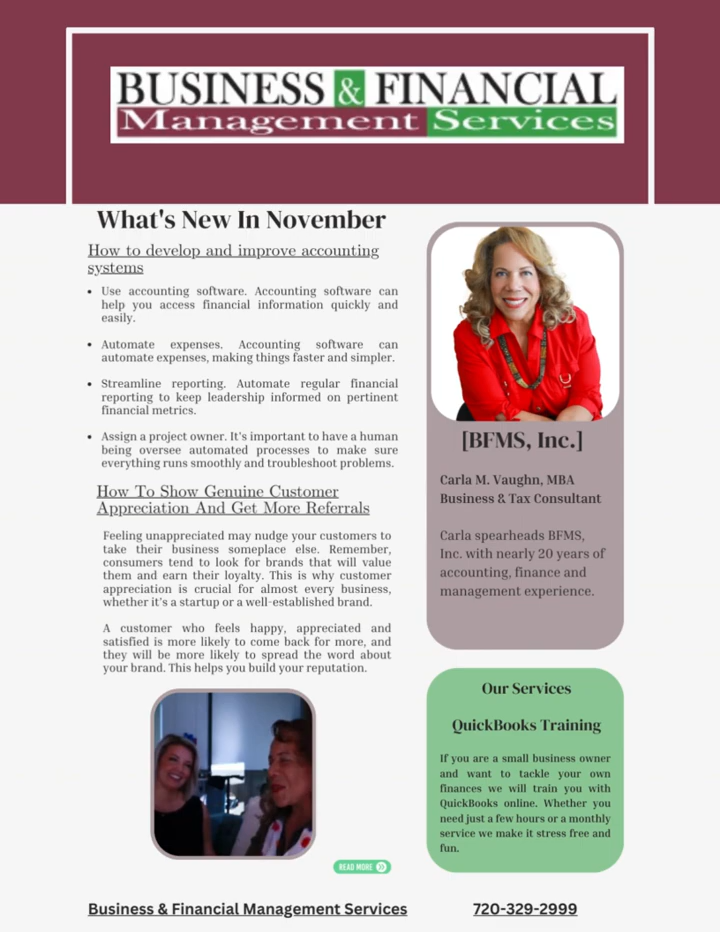 BUSINESS & FINANCIAL
Management Services
What's New In November
How to develop and improve accounting
systems
• Use accounting software. Accounting software can
help you access financial information quickly and
easily.
• Automate expenses. Accounting software can
automate expenses, making things faster and simpler.
• Streamline reporting. Automate regular financial
reporting to keep leadership informed on pertinent
financial metrics.
• Assign a project owner. It's important to have a human
being oversee automated processes to make sure
everything runs smoothly and troubleshoot problems.
How To Show Genuine Customer
Appreciation And Get More Referrals
Feeling unappreciated may nudge your customers to
take their business someplace else. Remember,
consumers tend to look for brands that will value
them and earn their loyalty. This is why customer
appreciation is crucial for almost every business,
whether it's a startup or a well-established brand.
A customer who feels happy, appreciated and
satisfied is more likely to come back for more, and
they will be more likely to spread the word about
your brand. This helps you build your reputation.
READ MORE
[BFMS, Inc.]
Carla M. Vaughn, MBA
Business & Tax Consultant
Carla spearheads BFMS,
Inc. with nearly 20 years of
accounting, finance and
management experience.
Our Services
QuickBooks Training
If you are a small business owner
and want to tackle your own
finances we will train you with
QuickBooks online. Whether you
need just a few hours or a monthly
service we make it stress free and
fun.
Business & Financial Management Services
720-329-2999